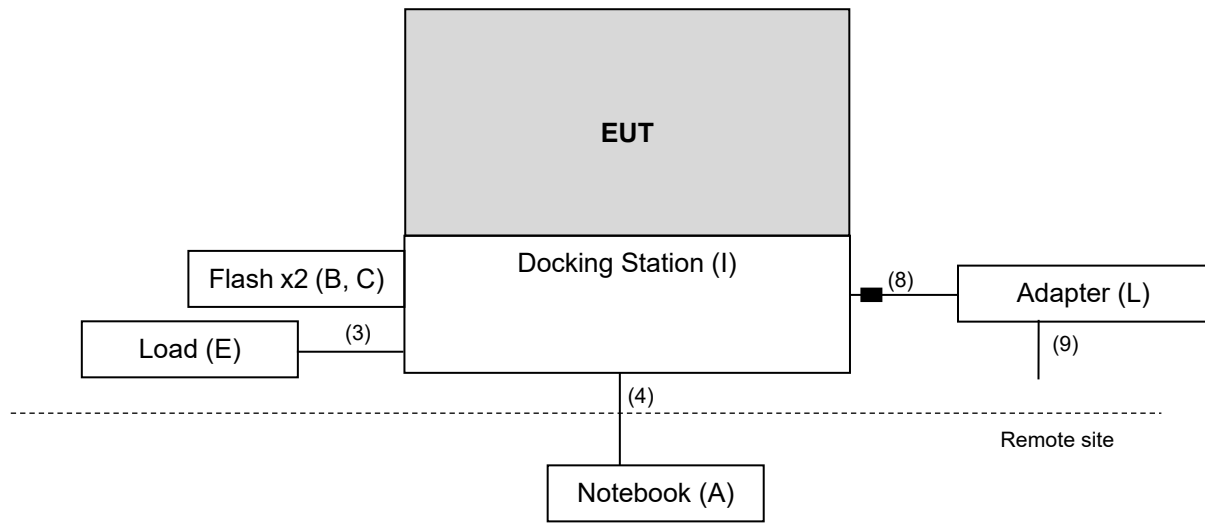 EUT
Docking Station (I)
Flash x2 (B, C)
(8)
Adapter (L)
Load (E)
(3)
(9)
(4)
Remote site
Notebook (A)